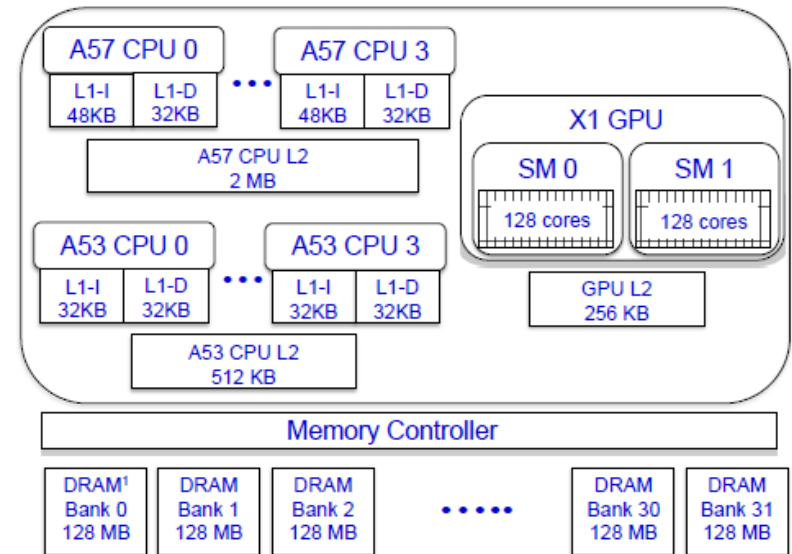 A57 CPU 0
L1-I
48KB
L1-D
32KB
•••
A57 CPU 3
L1-I
48KB
L1-D
32KB
A57 CPU L2
2 MB
X1 GPU
SM 0
128 cores
SM 1
128 cores
GPU L2
256 KB
A53 CPU 0
L1-I
32KB
L1-D
32KB
•••
A53 CPU 3
L1-I
32KB
L1-D
32KB
A53 CPU L2
512 KB
Memory Controller
DRAM¹
Bank 0
128 MB
DRAM
Bank 1
128 MB
DRAM
Bank 2
128 MB
•••••
DRAM
Bank 30
128 MB
DRAM
Bank 31
128 MB